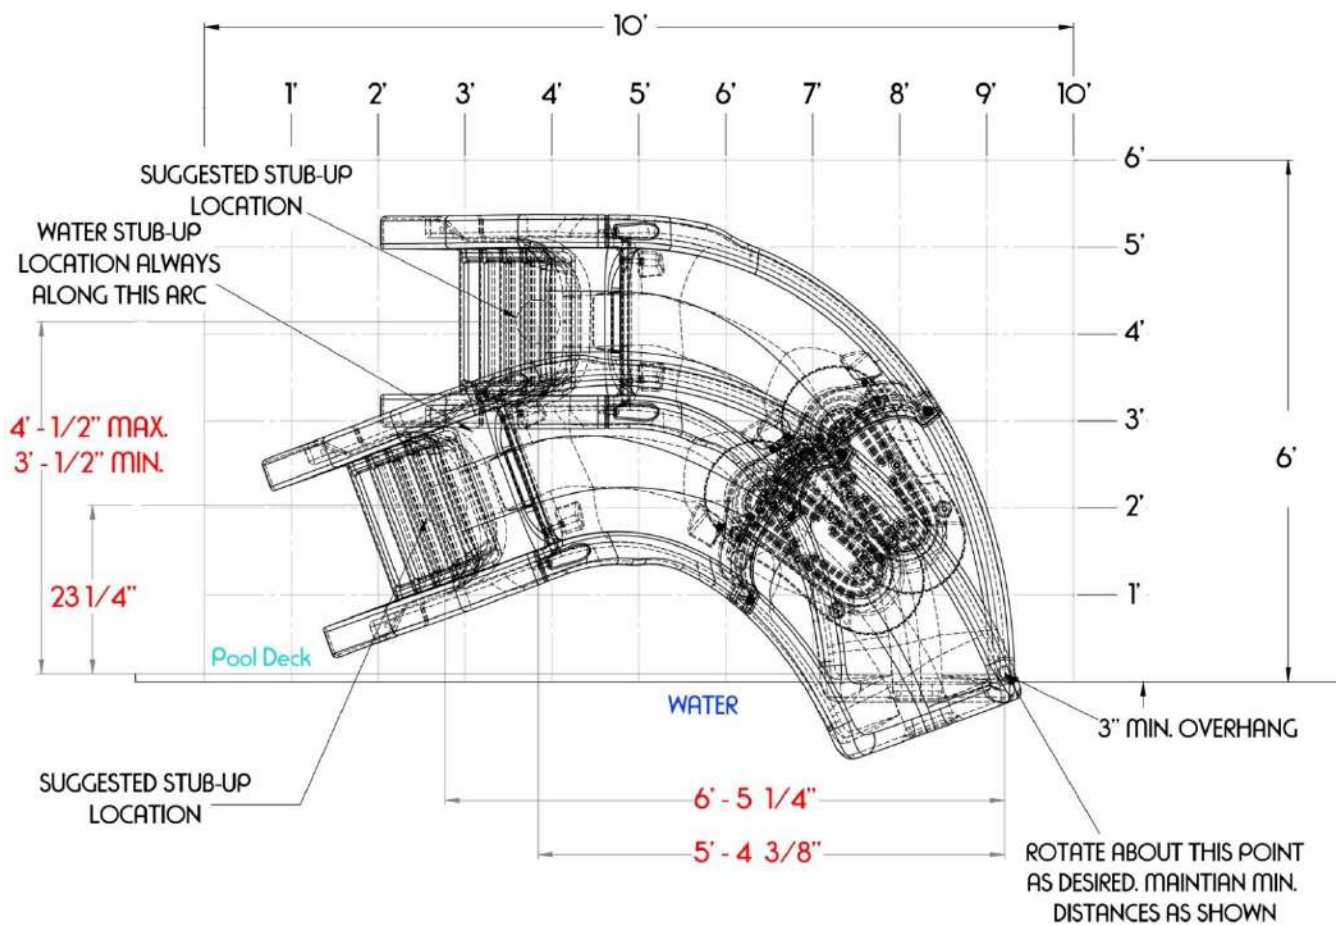 10'
1' 2' 3' 4' 5' 6' 7' 8' 9' 10'
6'
5'
4'
3'
2'
1'
6'
SUGGESTED STUB-UP
LOCATION
WATER STUB-UP
LOCATION ALWAYS
ALONG THIS ARC
4' - 1/2" MAX.
3' - 1/2" MIN.
23 1/4"
Pool Deck
WATER
3" MIN. OVERHANG
SUGGESTED STUB-UP
LOCATION
6' - 5 1/4"
5' - 4 3/8"
ROTATE ABOUT THIS POINT
AS DESIRED. MAINTIAN MIN.
DISTANCES AS SHOWN